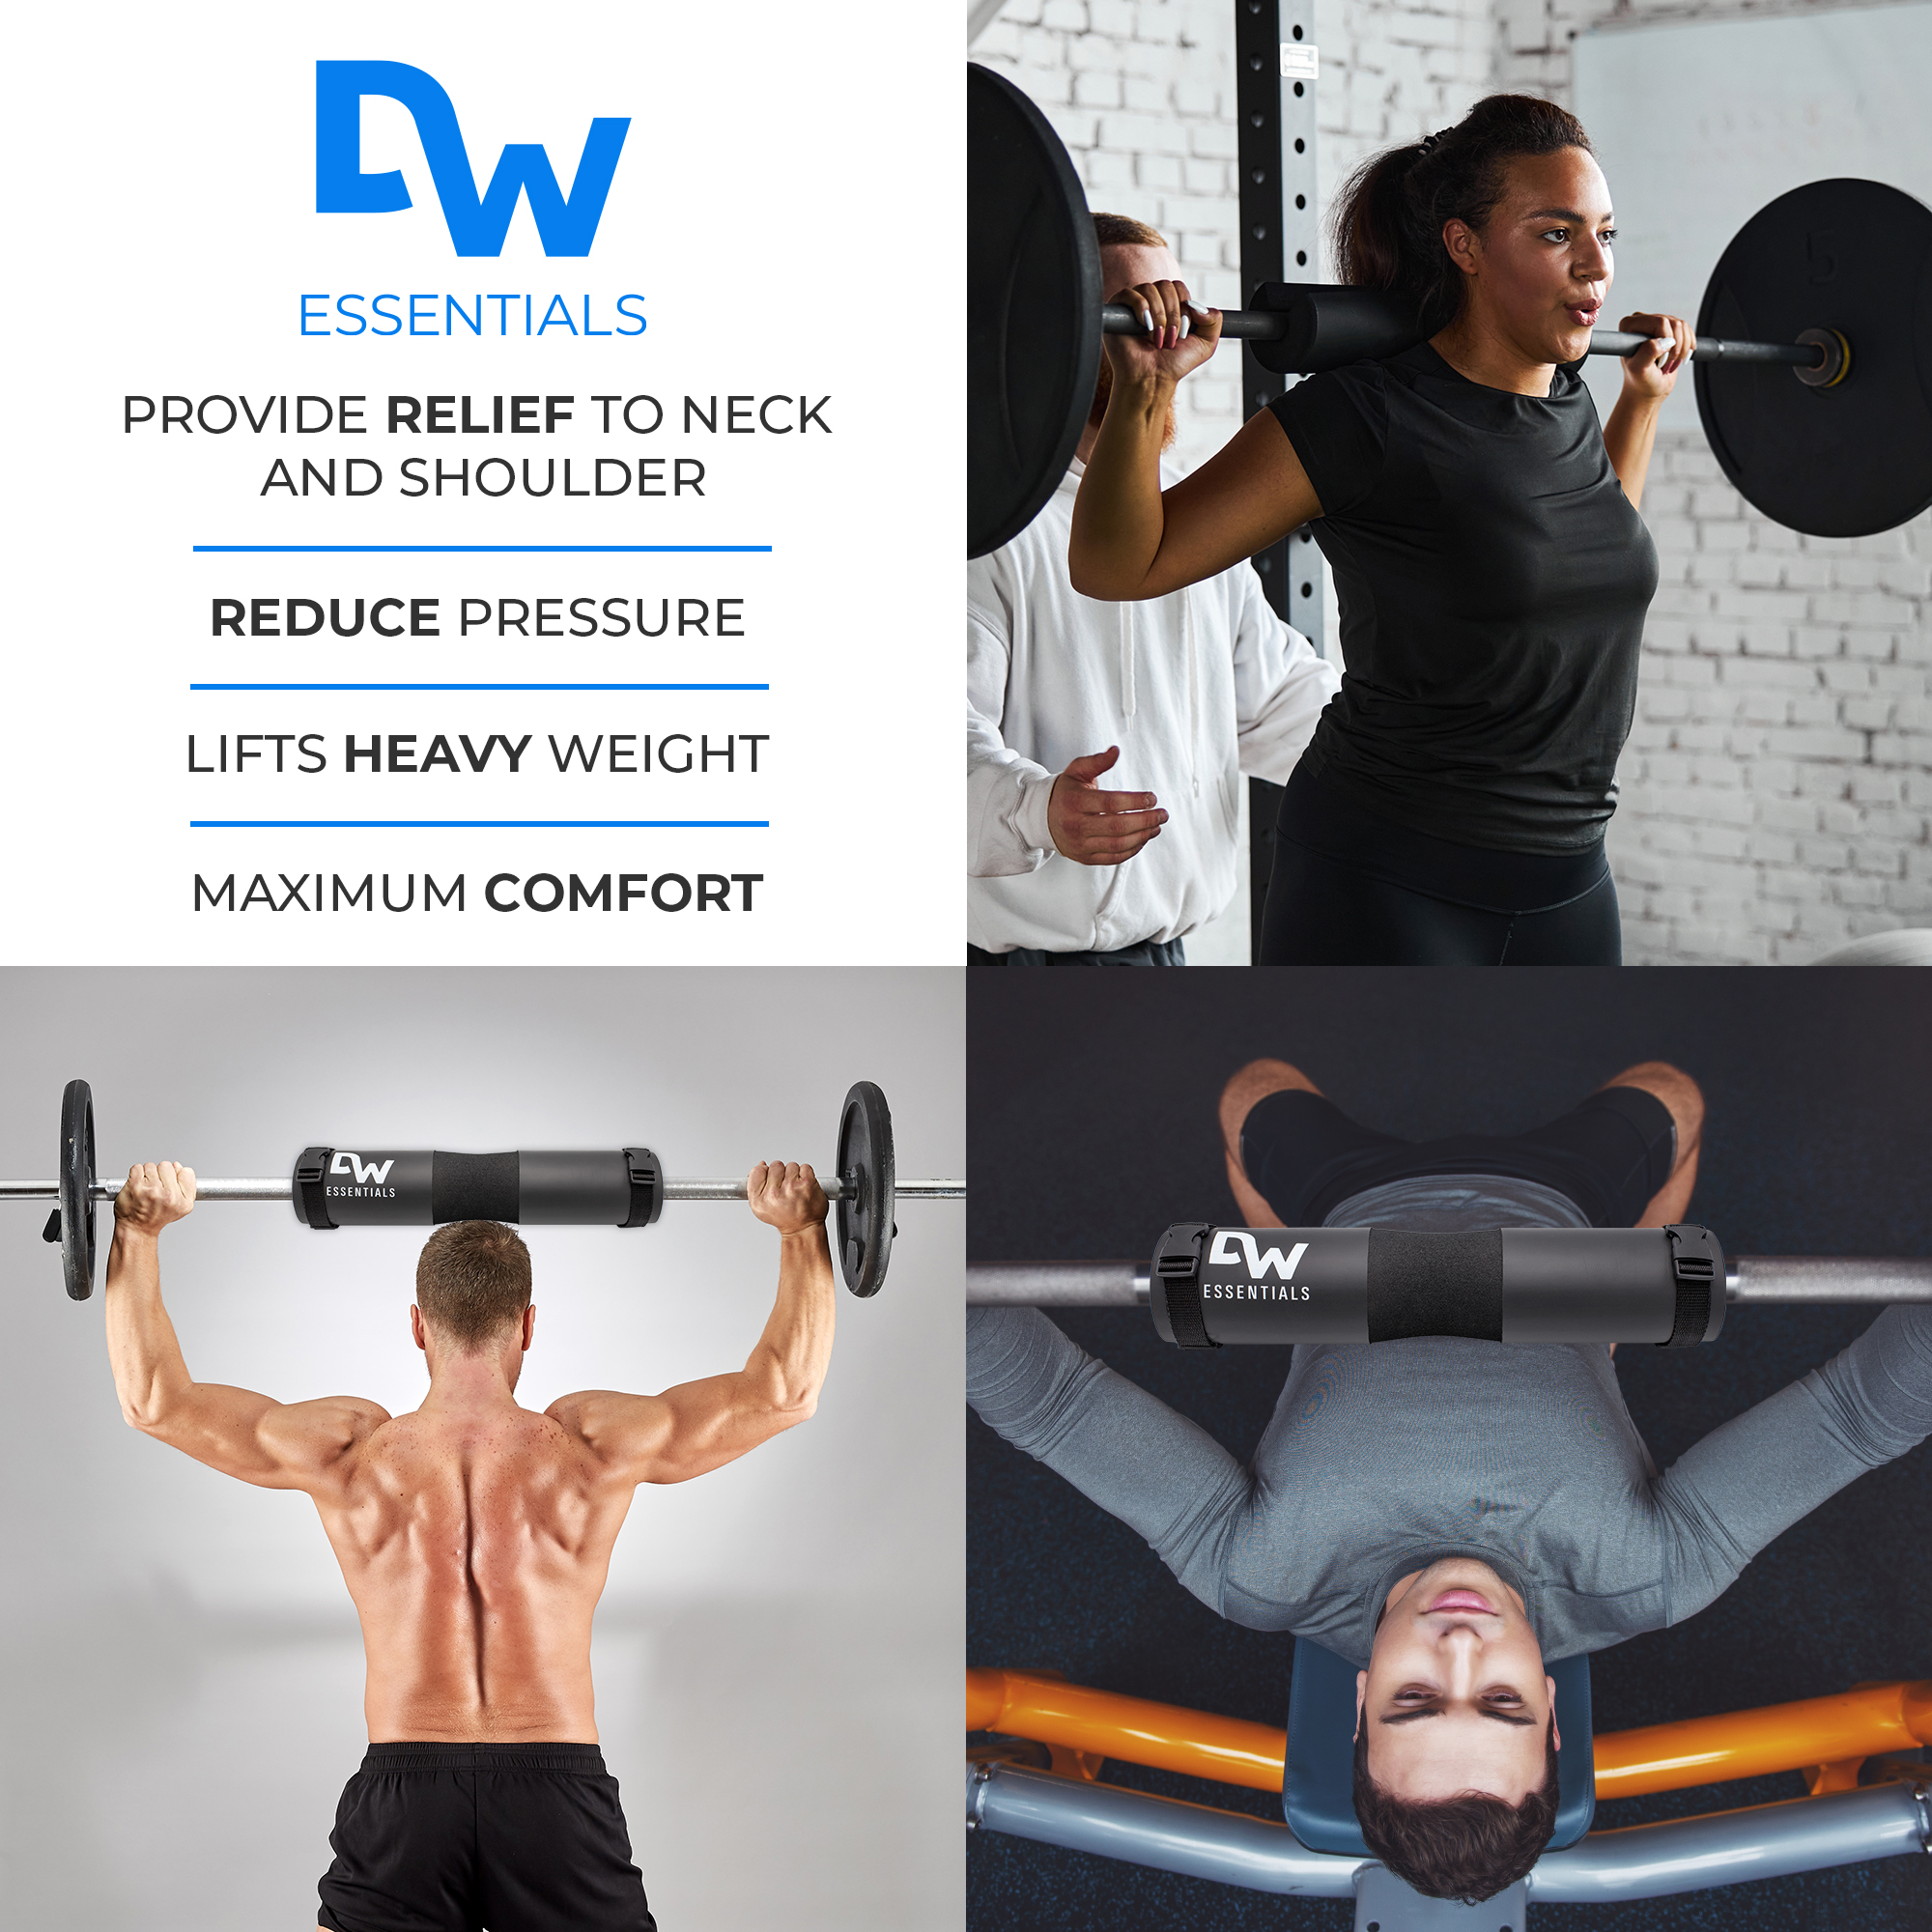 DW
ESSENTIALS
PROVIDE RELIEF TO NECK
AND SHOULDER
REDUCE PRESSURE
LIFTS HEAVY WEIGHT
MAXIMUM COMFORT
DW
ESSENTIALS
DW
ESSENTIALS